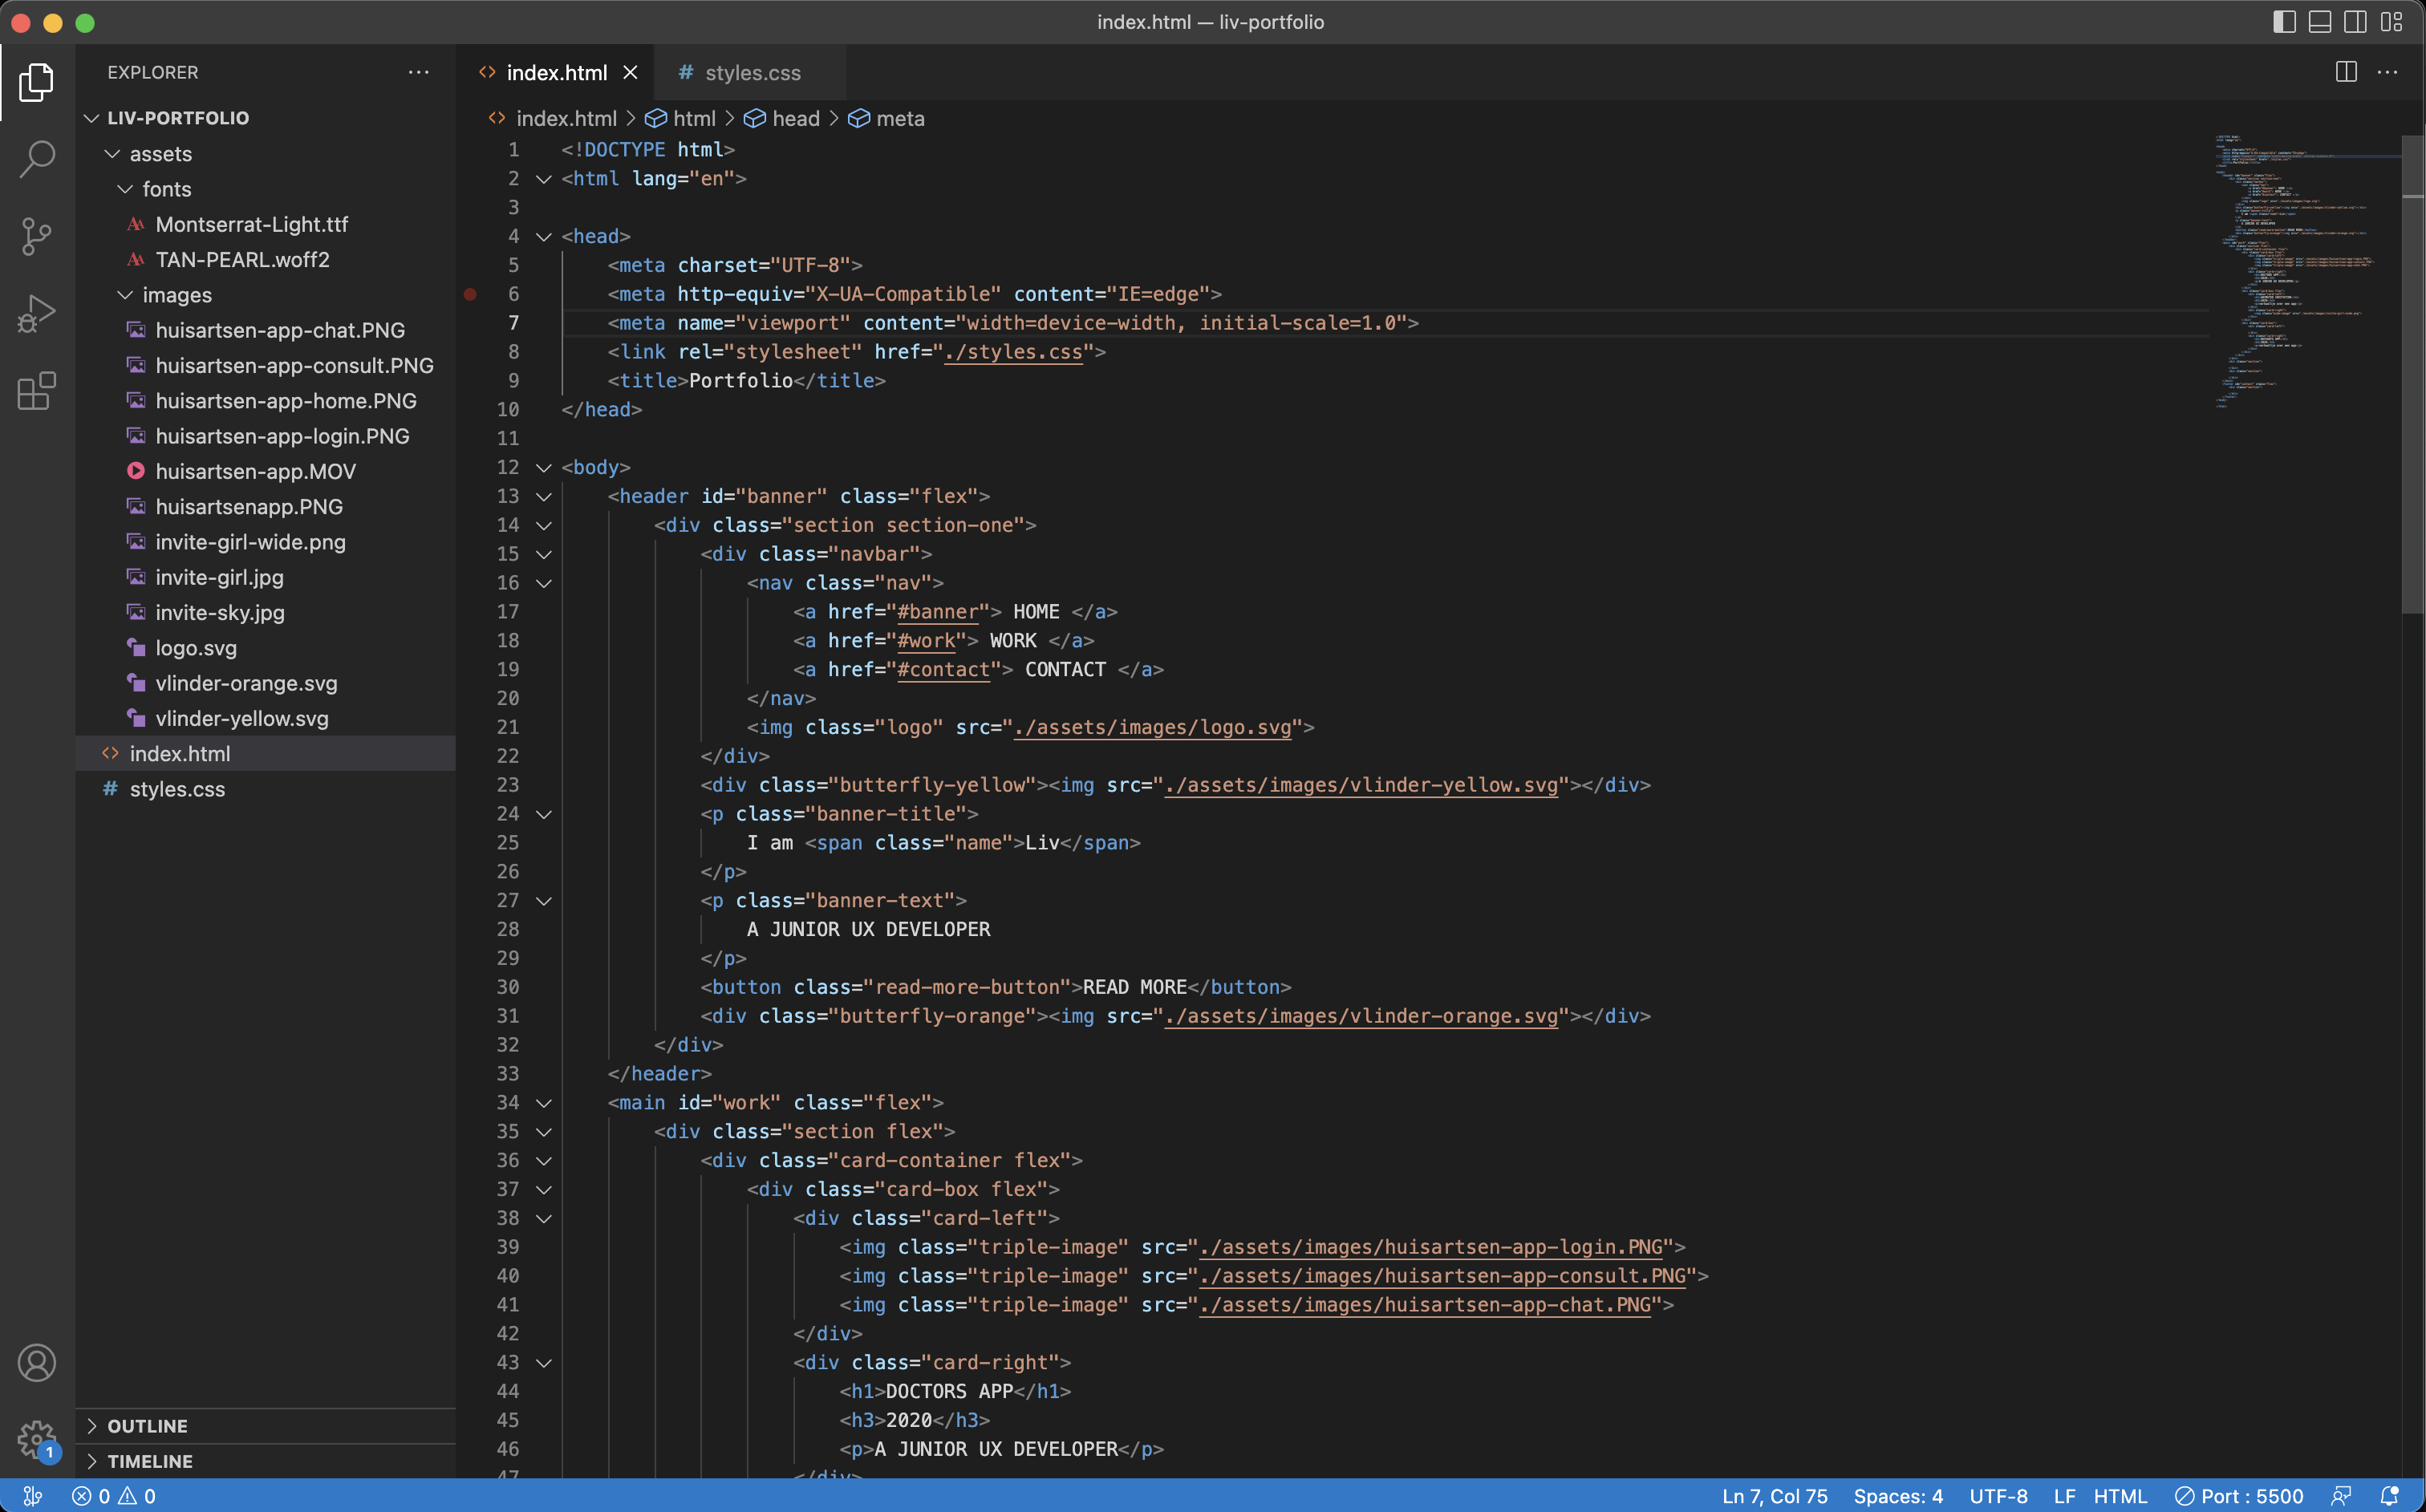 index.html — liv-portfolio
EXPLORER
LIV-PORTFOLIO
assets
fonts
Montserrat-Light.ttf
TAN-PEARL.woff2
images
huisartsen-app-chat.PNG
huisartsen-app-consult.PNG
huisartsen-app-home.PNG
huisartsen-app-login.PNG
huisartsen-app.MOV
huisartsenapp.PNG
invite-girl-wide.png
invite-girl.jpg
invite-sky.jpg
logo.svg
vlinder-orange.svg
vlinder-yellow.svg
index.html
styles.css
OUTLINE
TIMELINE
index.html
styles.css
index.html > html > head > meta
1 <!DOCTYPE html>
2 <html lang="en">
3
4 <head>
5 <meta charset="UTF-8">
6 <meta http-equiv="X-UA-Compatible" content="IE=edge">
7 <meta name="viewport" content="width=device-width, initial-scale=1.0">
8 <link rel="stylesheet" href="./styles.css">
9 <title>Portfolio</title>
10 </head>
11
12 <body>
13 <header id="banner" class="flex">
14 <div class="section section-one">
15 <div class="navbar">
16 <nav class="nav">
17 <a href="#banner"> HOME </a>
18 <a href="#work"> WORK </a>
19 <a href="#contact"> CONTACT </a>
20 </nav>
21 <img class="logo" src="./assets/images/logo.svg">
22 </div>
23 <div class="butterfly-yellow"><img src="./assets/images/vlinder-yellow.svg"></div>
24 <p class="banner-title">
25 I am <span class="name">Liv</span>
26 </p>
27 <p class="banner-text">
28 A JUNIOR UX DEVELOPER
29 </p>
30 <button class="read-more-button">READ MORE</button>
31 <div class="butterfly-orange"><img src="./assets/images/vlinder-orange.svg"></div>
32 </div>
33 </header>
34 <main id="work" class="flex">
35 <div class="section flex">
36 <div class="card-container flex">
37 <div class="card-box flex">
38 <div class="card-left">
39 <img class="triple-image" src="./assets/images/huisartsen-app-login.PNG">
40 <img class="triple-image" src="./assets/images/huisartsen-app-consult.PNG">
41 <img class="triple-image" src="./assets/images/huisartsen-app-chat.PNG">
42 </div>
43 <div class="card-right">
44 <h1>DOCTORS APP</h1>
45 <h3>2020</h3>
46 <p>A JUNIOR UX DEVELOPER</p>
47 </div>
1
0 0
Ln 7, Col 75 Spaces: 4 UTF-8 LF HTML Port : 5500